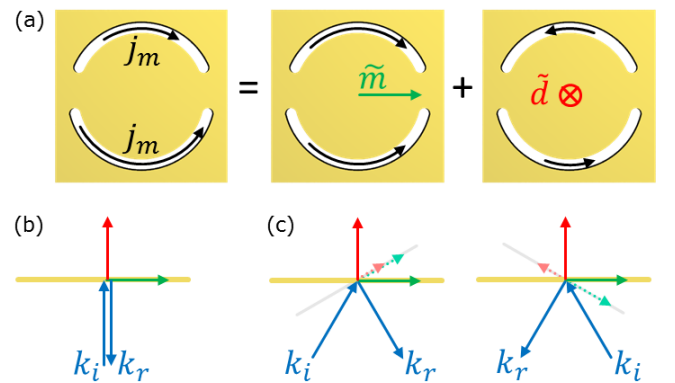 (a)
j_m
j_m
=
m̃
+
d̃ ⊗
(b)
k_i k_r
(c)
k_i k_r
k_r k_i